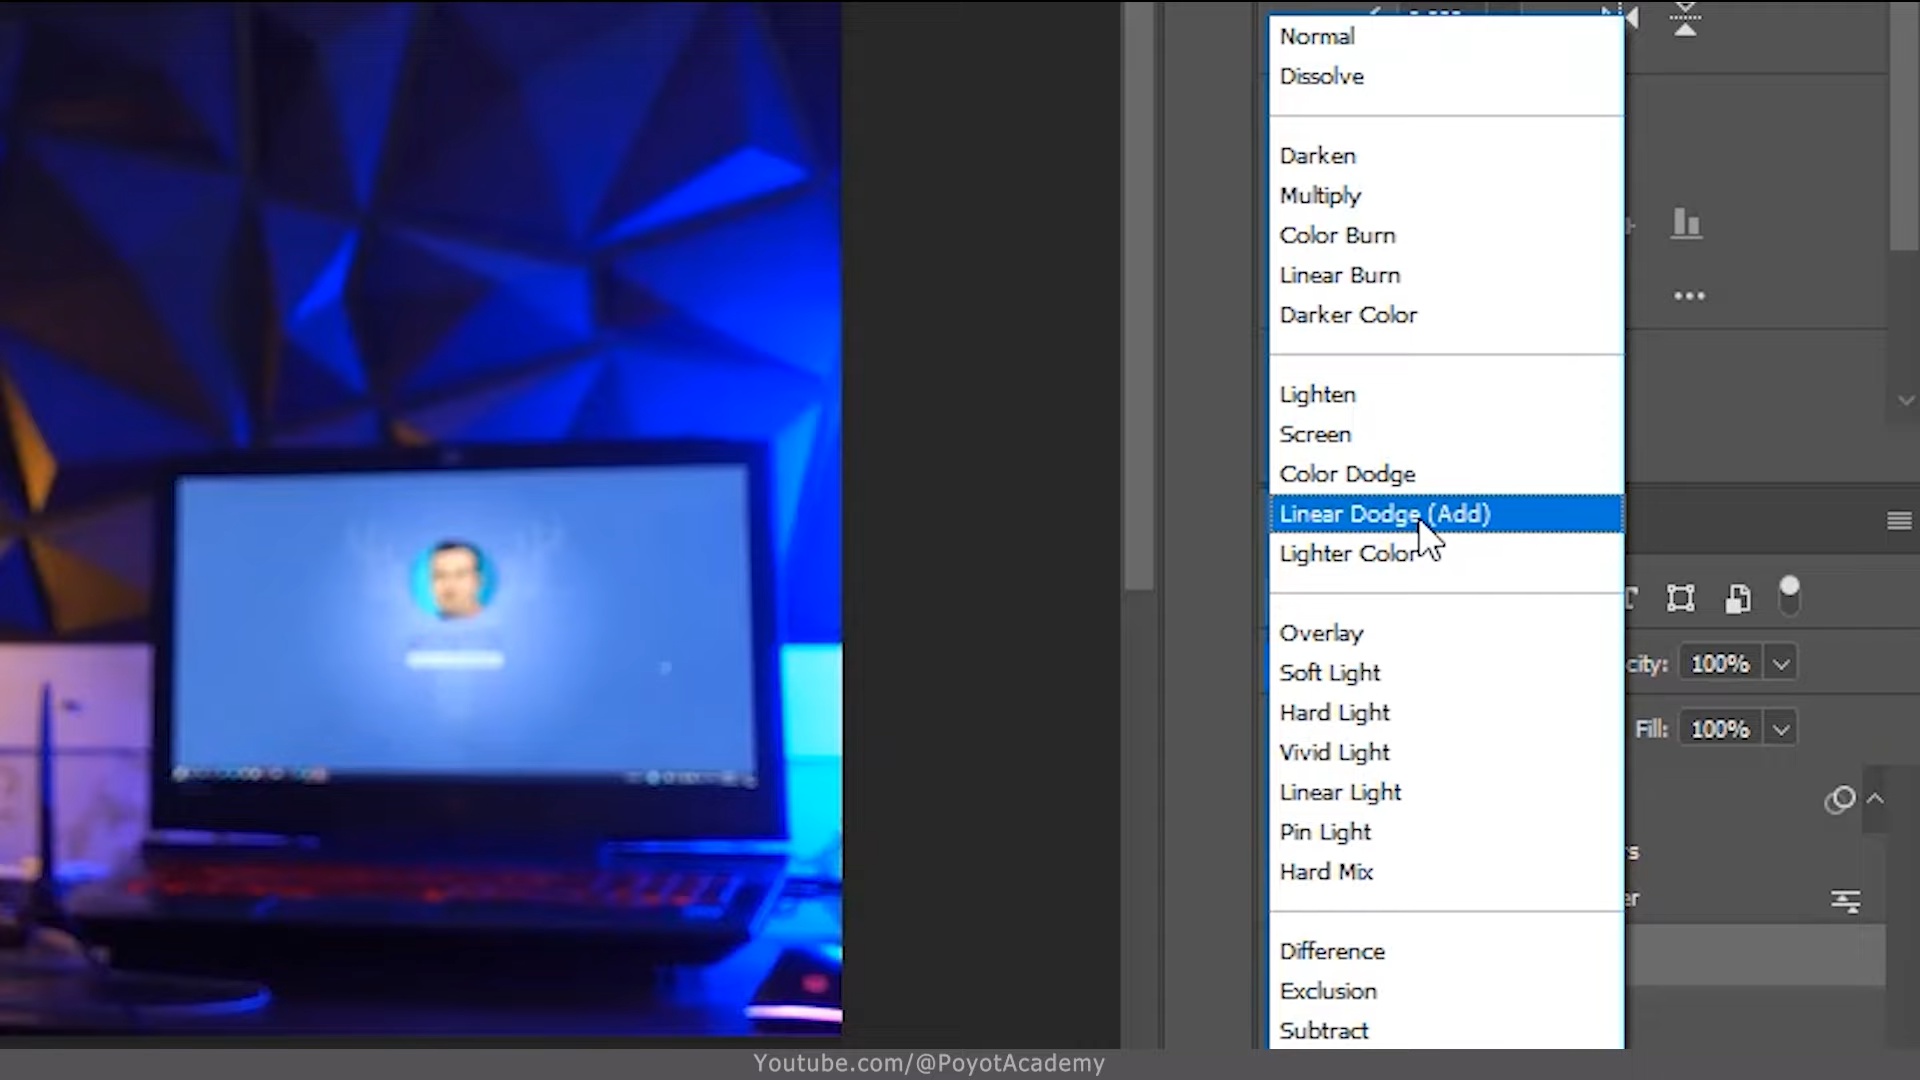 Normal
Dissolve
Darken
Multiply
Color Burn
Linear Burn
Darker Color
Lighten
Screen
Color Dodge
Linear Dodge (Add)
Lighter Color
Overlay
city: 100%
Soft Light
Hard Light
Fill: 100%
Vivid Light
Linear Light
Pin Light
Hard Mix
Difference
Exclusion
Subtract
Youtube.com/@PoyotAcademy